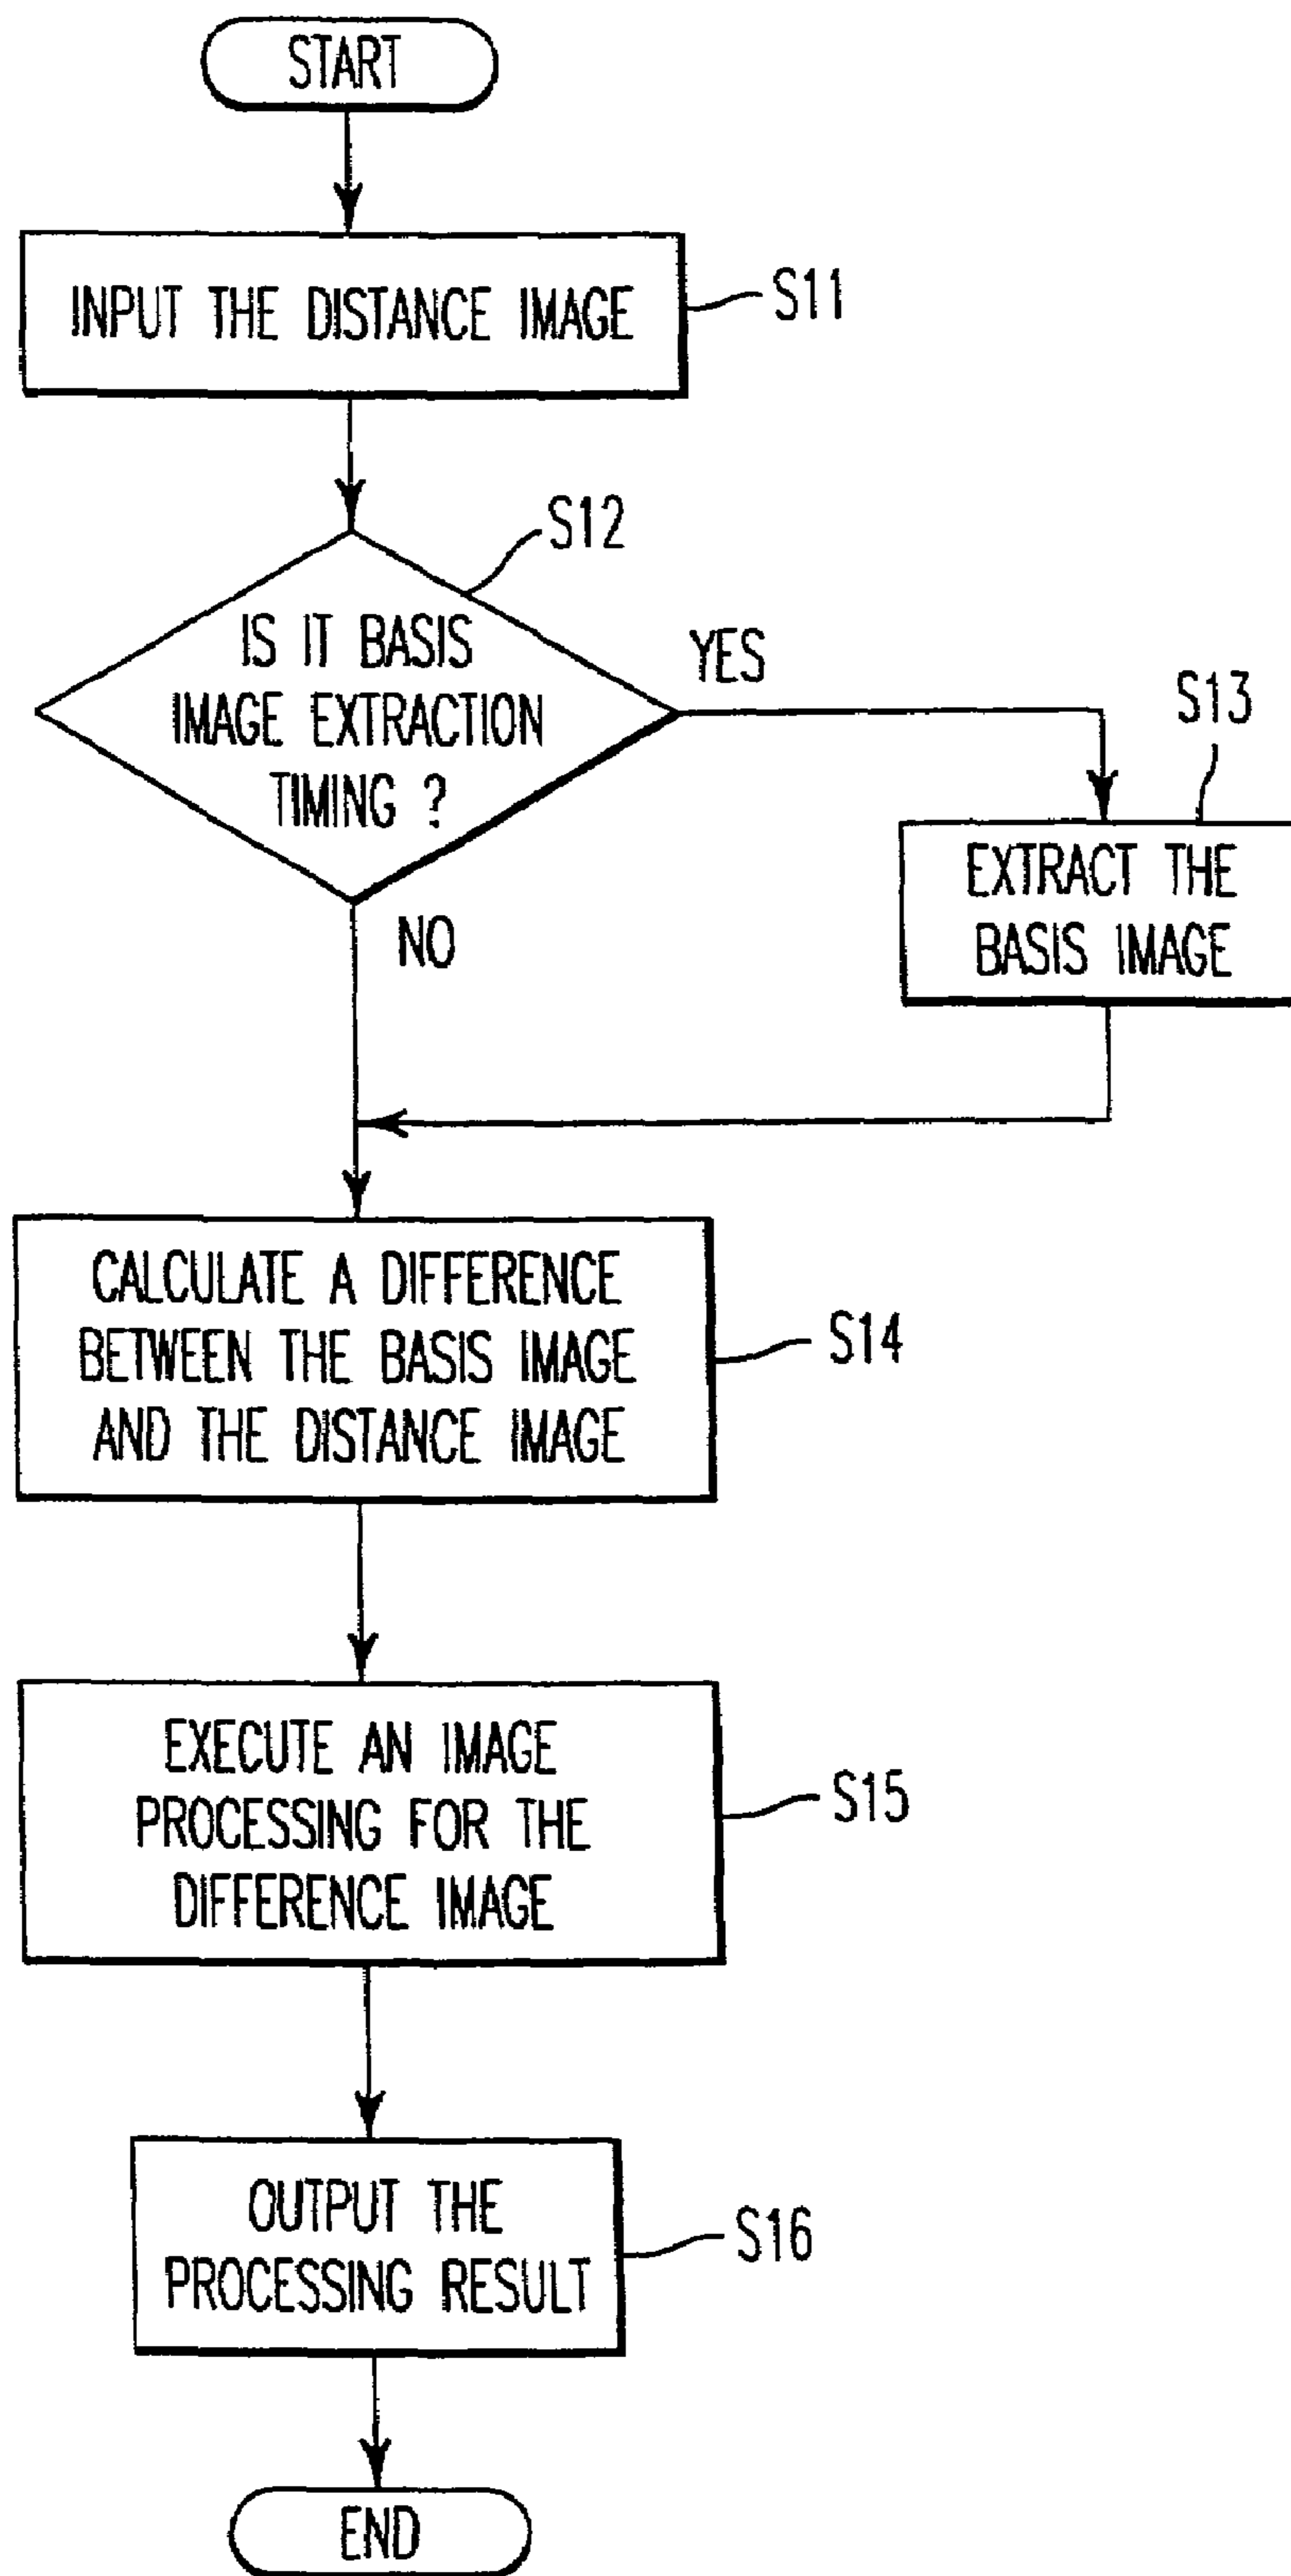 START
INPUT THE DISTANCE IMAGE
S11
S12
IS IT BASIS
IMAGE EXTRACTION
TIMING ?
YES
NO
S13
EXTRACT THE
BASIS IMAGE
CALCULATE A DIFFERENCE
BETWEEN THE BASIS IMAGE
AND THE DISTANCE IMAGE
S14
EXECUTE AN IMAGE
PROCESSING FOR THE
DIFFERENCE IMAGE
S15
OUTPUT THE
PROCESSING RESULT
S16
END